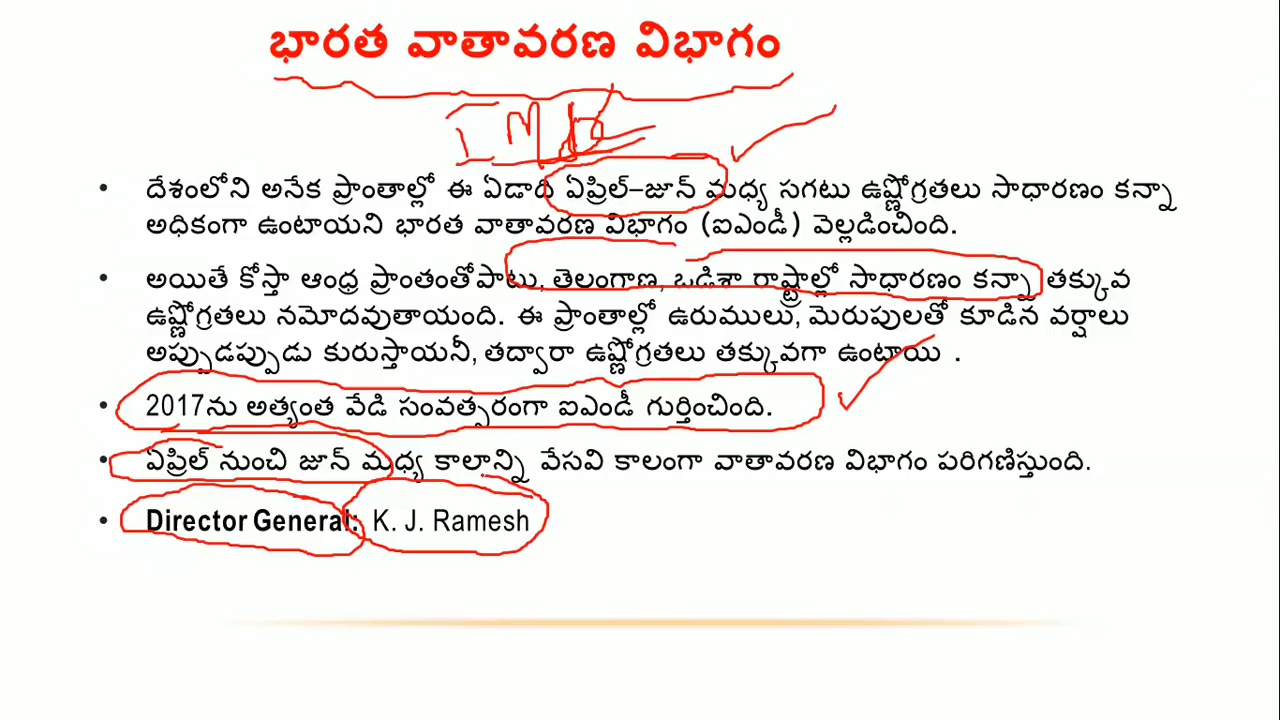 భారత వాతావరణ విభాగం
IMD
• దేశంలోని అనేక ప్రాంతాల్లో ఈ ఏడాది ఏప్రిల్–జూన్ మధ్య సగటు ఉష్ణోగ్రతలు సాధారణం కన్నా
అధికంగా ఉంటాయని భారత వాతావరణ విభాగం (ఐఎండీ) వెల్లడించింది.
• అయితే కోస్తా ఆంధ్ర ప్రాంతంతోపాటు, తెలంగాణ, ఒడిశా రాష్ట్రాల్లో సాధారణం కన్నా తక్కువ
ఉష్ణోగ్రతలు నమోదవుతాయంది. ఈ ప్రాంతాల్లో ఉరుములు, మెరుపులతో కూడిన వర్షాలు
అప్పుడప్పుడు కురుస్తాయనీ, తద్వారా ఉష్ణోగ్రతలు తక్కువగా ఉంటాయి .
• 2017ను అత్యంత వేడి సంవత్సరంగా ఐఎండీ గుర్తించింది.
• ఏప్రిల్ నుంచి జూన్ మధ్య కాలాన్ని వేసవి కాలంగా వాతావరణ విభాగం పరిగణిస్తుంది.
• Director General: K. J. Ramesh